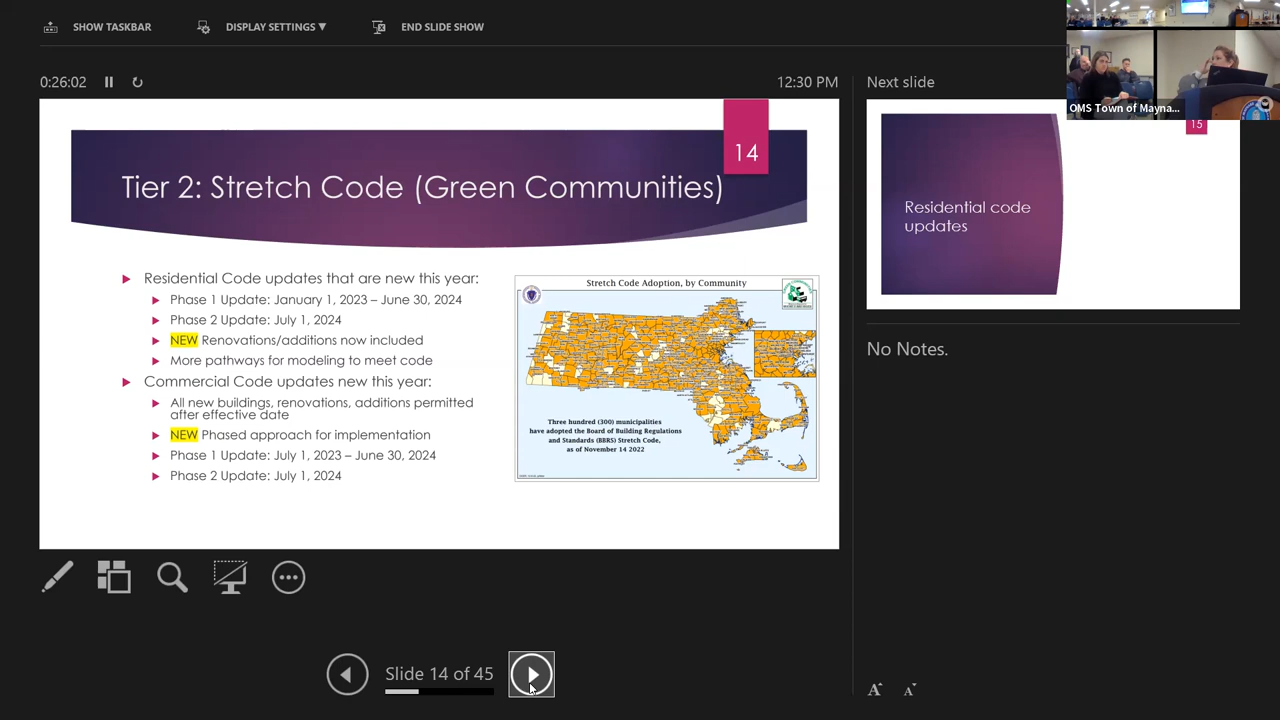 SHOW TASKBAR
DISPLAY SETTINGS ▼
END SLIDE SHOW
OMS Town of Mayna...
0:26:02
12:30 PM
Next slide
14
Tier 2: Stretch Code (Green Communities)
Residential Code updates that are new this year:
Phase 1 Update: January 1, 2023 – June 30, 2024
Phase 2 Update: July 1, 2024
NEW Renovations/additions now included
More pathways for modeling to meet code
Commercial Code updates new this year:
All new buildings, renovations, additions permitted
after effective date
NEW Phased approach for implementation
Phase 1 Update: July 1, 2023 – June 30, 2024
Phase 2 Update: July 1, 2024
Stretch Code Adoption, by Community
Three hundred (300) municipalities
have adopted the Board of Building Regulations
and Standards (BBRS) Stretch Code,
as of November 14 2022
15
Residential code
updates
No Notes.
Slide 14 of 45
A
A